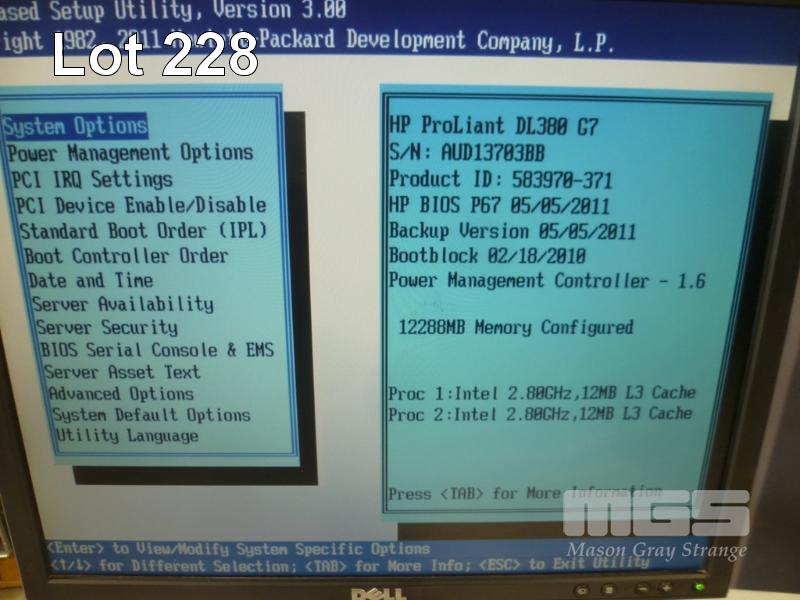 ased Setup Utility, Version 3.00
ight 1982, 2011 Packard Development Company, L.P.
Lot 228
System Options
Power Management Options
PCI IRQ Settings
PCI Device Enable/Disable
Standard Boot Order (IPL)
Boot Controller Order
Date and Time
Server Availability
Server Security
BIOS Serial Console & EMS
Server Asset Text
Advanced Options
System Default Options
Utility Language
HP ProLiant DL380 G7
S/N: AUD13703BB
Product ID: 583970-371
HP BIOS P67 05/05/2011
Backup Version 05/05/2011
Bootblock 02/18/2010
Power Management Controller - 1.6
12288MB Memory Configured
Proc 1:Intel 2.80GHz,12MB L3 Cache
Proc 2:Intel 2.80GHz,12MB L3 Cache
Press <TAB> for More Information
MGS
Mason Gray Strange
<Enter> to View/Modify System Specific Options
<↑/↓> for Different Selection; <TAB> for More Info; <ESC> to Exit Utility
DELL